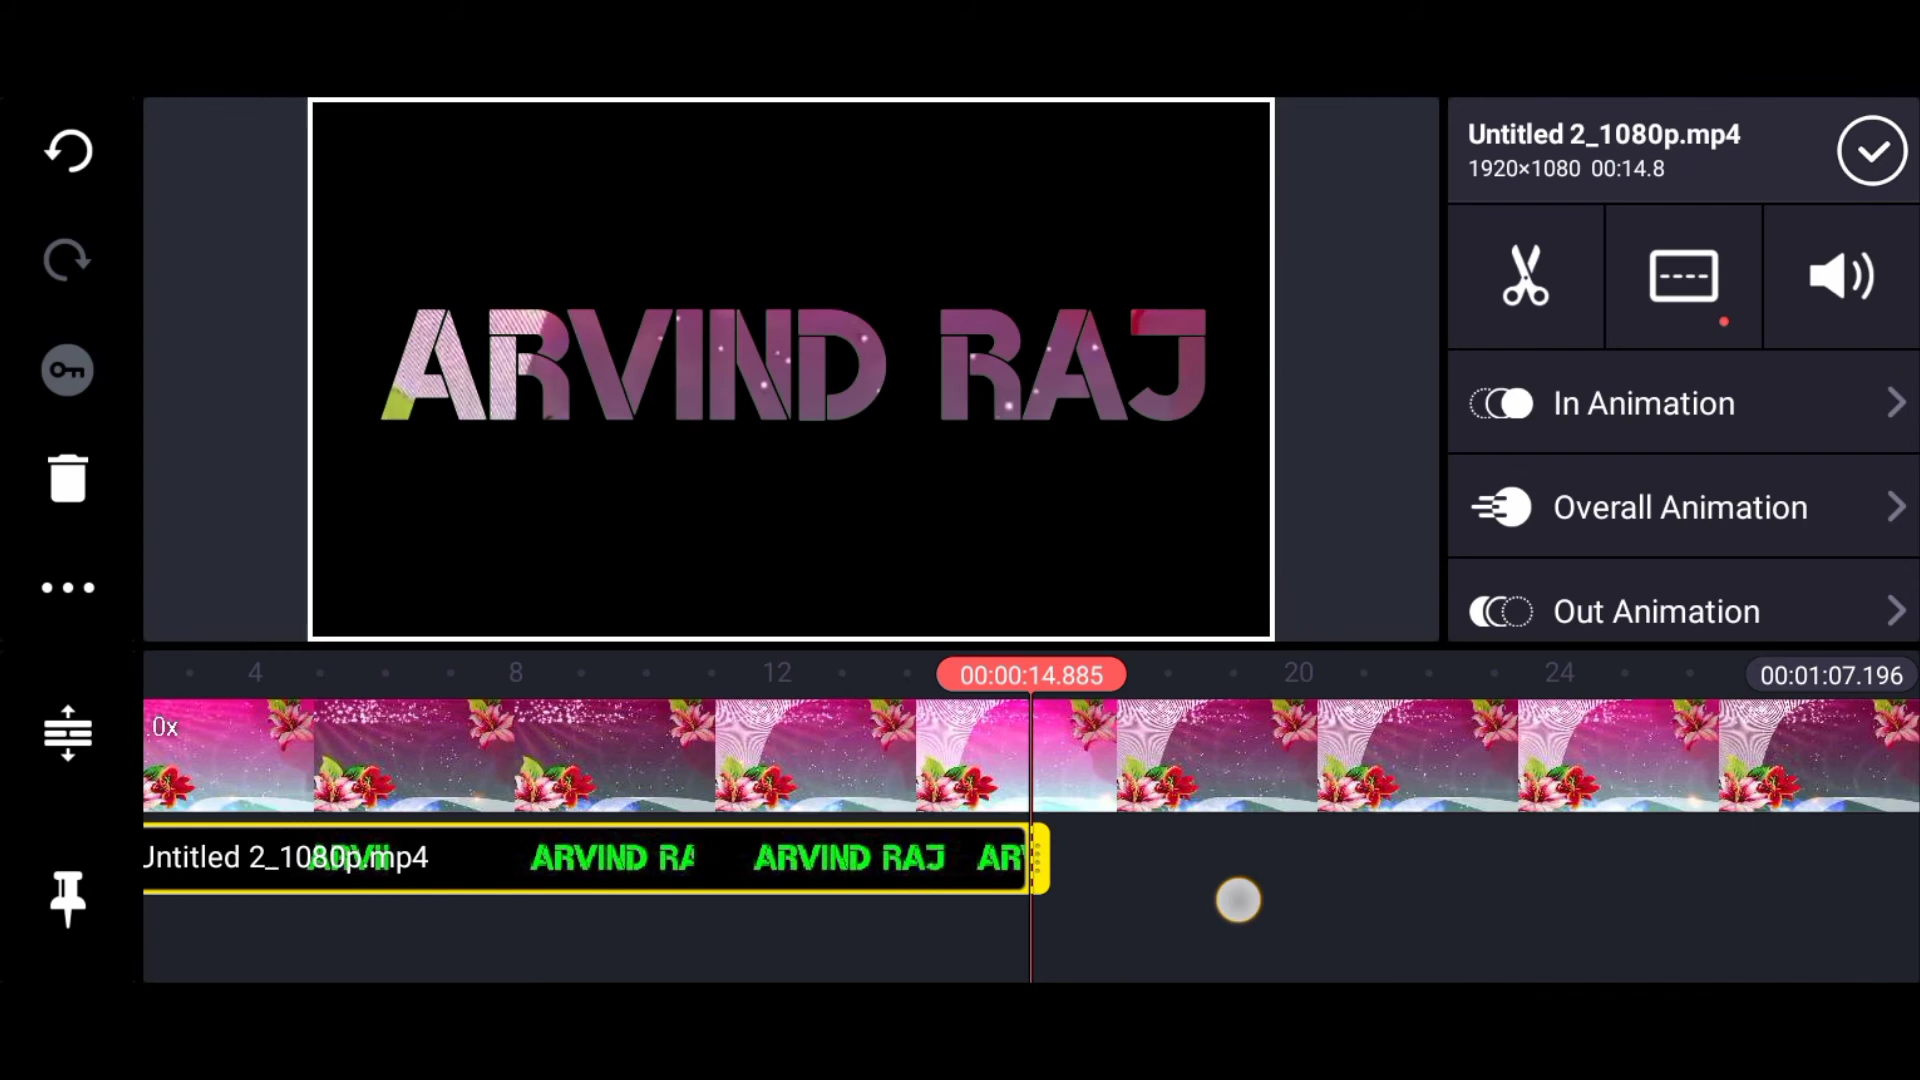 Untitled 2_1080p.mp4
1920×1080 00:14.8
ARVIND RAJ
In Animation
Overall Animation
Out Animation
4 8 12 00:00:14.885 20 24 00:01:07.196
.0x
Untitled 2_1080p.mp4 ARVIND RA ARVIND RAJ AR